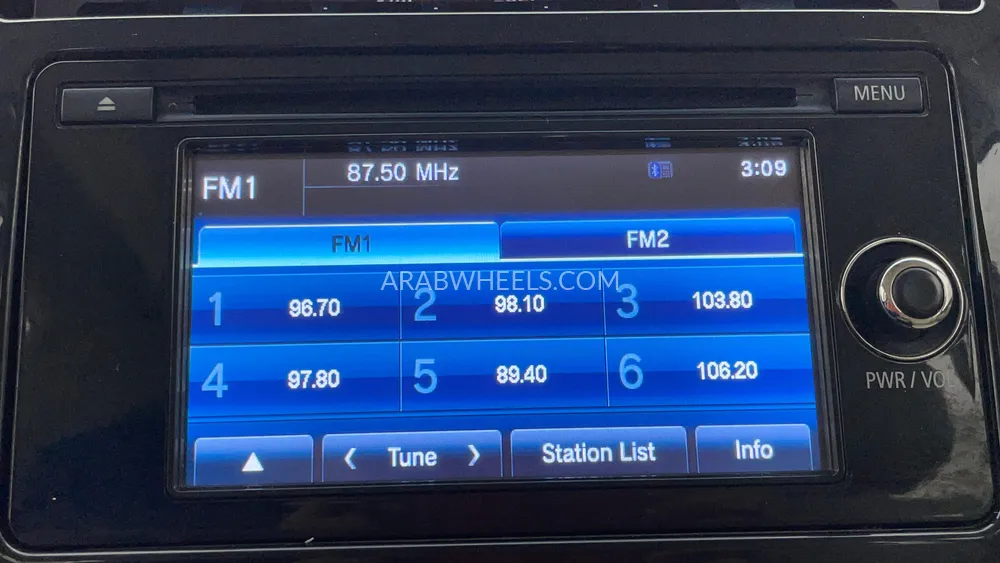 MENU
87.50 MHz
3:09
FM1
FM1
FM2
ARABWHEELS.COM
1 96.70 2 98.10 3 103.80
4 97.80 5 89.40 6 106.20
Tune
Station List
Info
PWR / VOL